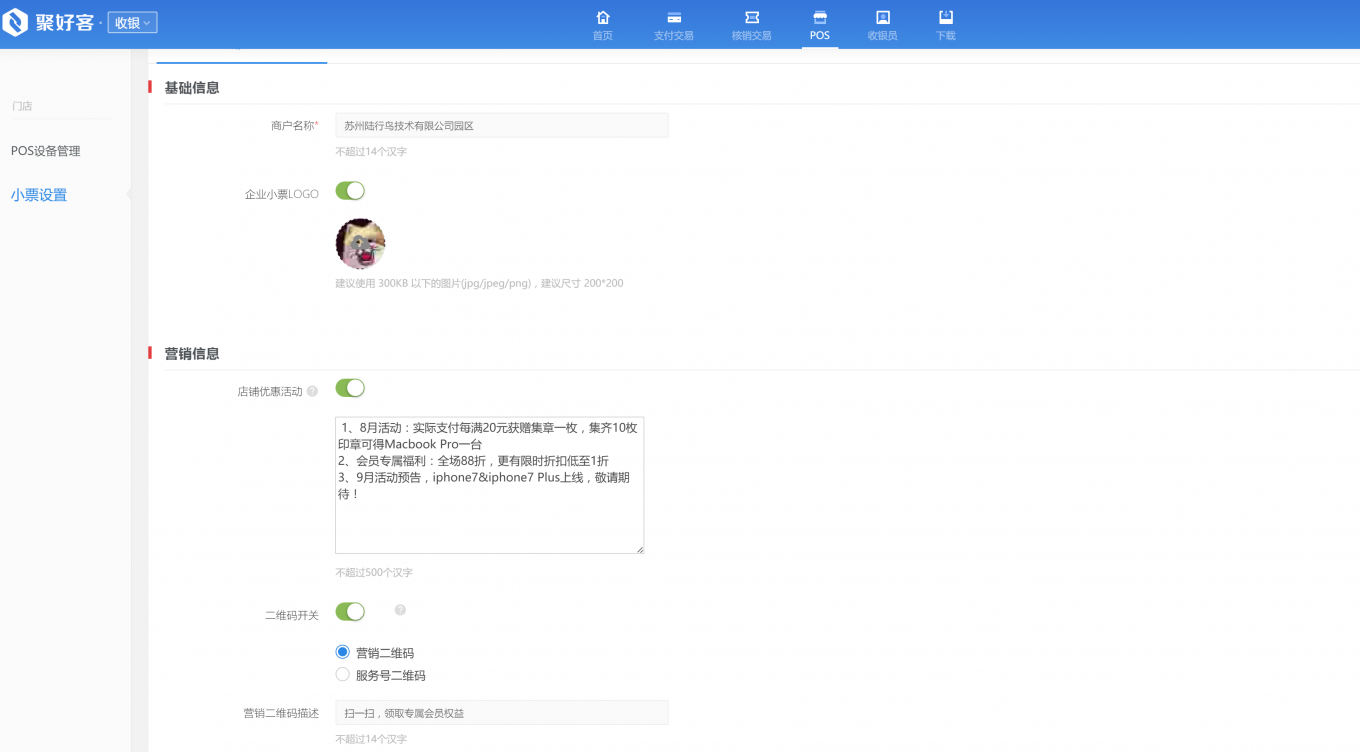 聚好客·收银
首页
支付交易
核销交易
POS
收银员
下载
门店
POS设备管理
小票设置
基础信息
商户名称*
苏州陆行鸟技术有限公司园区
不超过14个汉字
企业小票LOGO
建议使用 300KB 以下的图片(jpg/jpeg/png)，建议尺寸 200*200
营销信息
店铺优惠活动 ?
1、8月活动：实际支付每满20元获赠集章一枚，集齐10枚
印章可得Macbook Pro一台
2、会员专属福利：全场88折，更有限时折扣低至1折
3、9月活动预告，iphone7&iphone7 Plus上线，敬请期
待！
不超过500个汉字
二维码开关 ?
营销二维码
服务号二维码
营销二维码描述
扫一扫，领取专属会员权益
不超过14个汉字